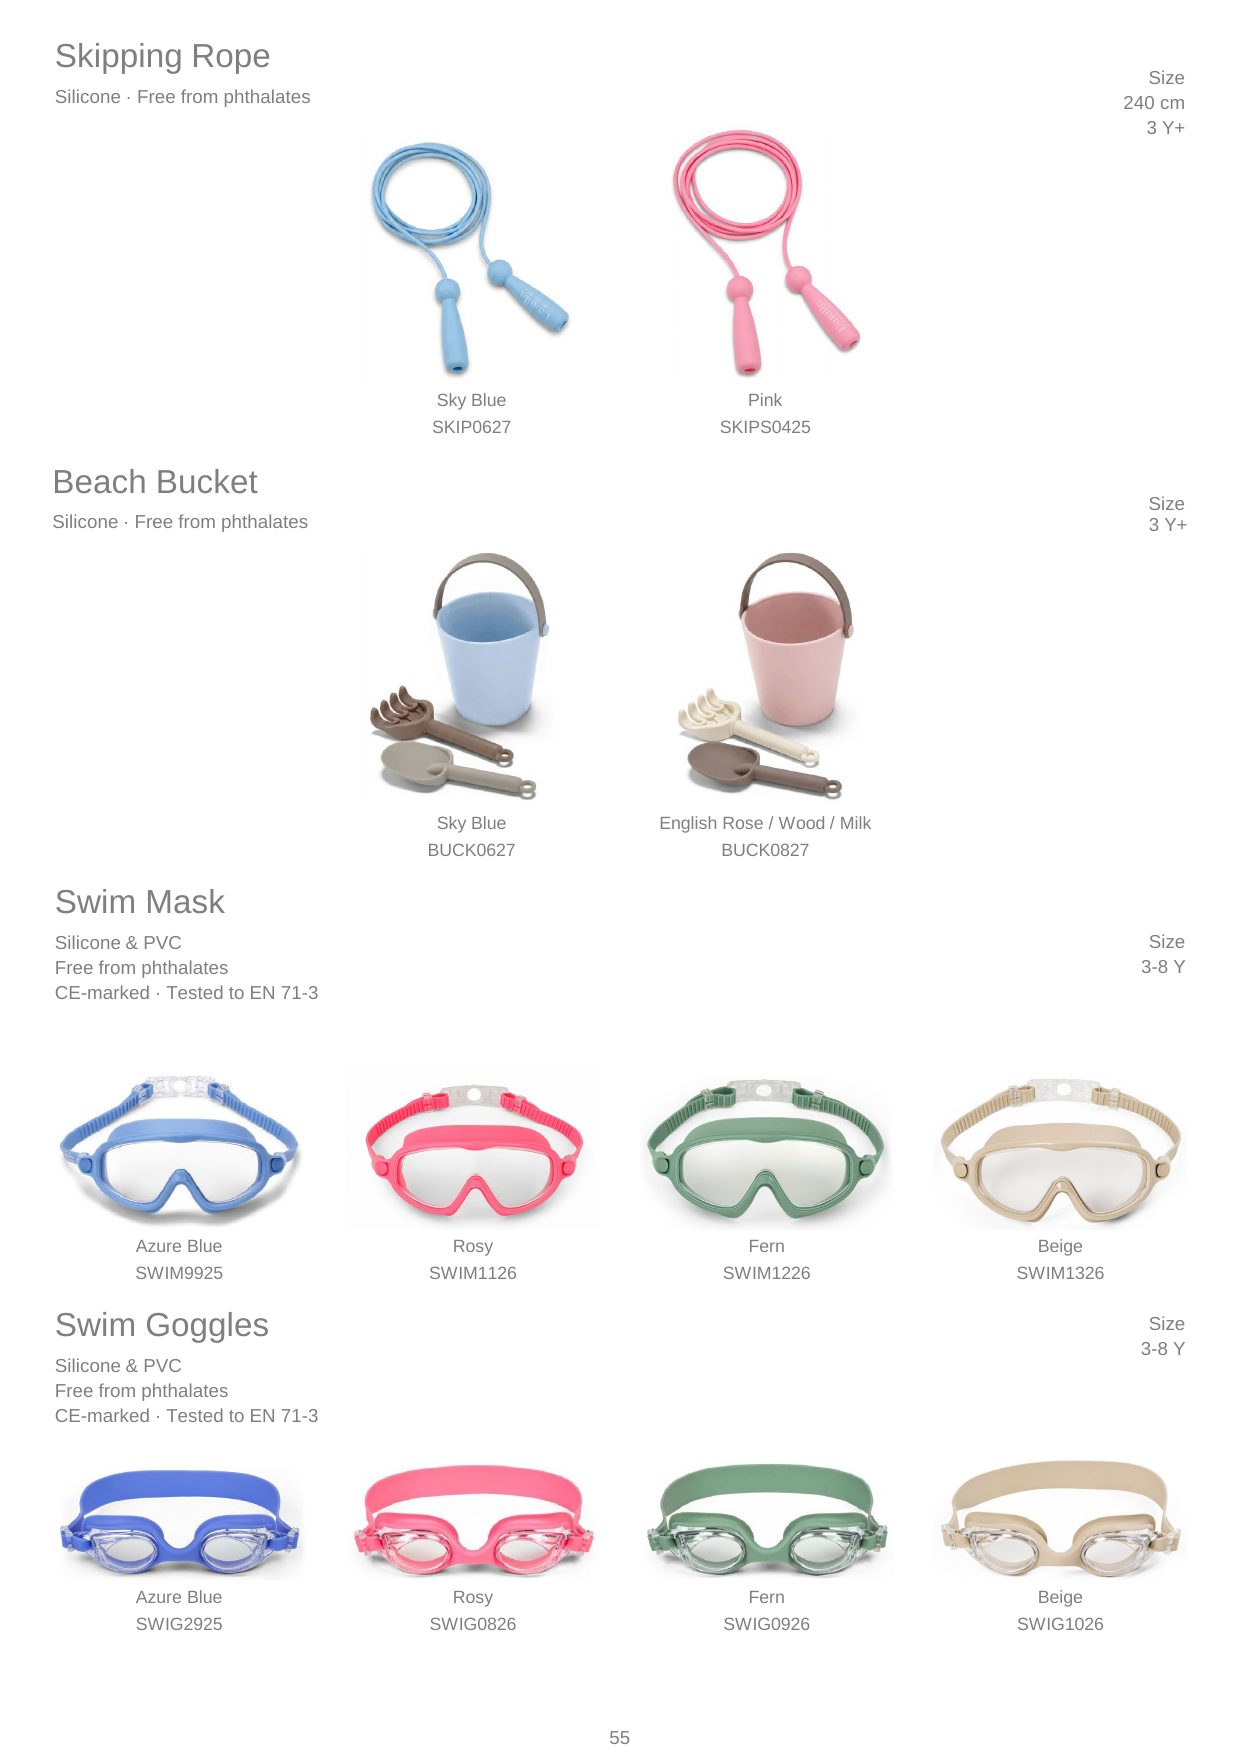 Skipping Rope
Silicone · Free from phthalates
Size
240 cm
3 Y+
Sky Blue
SKIP0627
Pink
SKIPS0425
Beach Bucket
Silicone · Free from phthalates
Size
3 Y+
Sky Blue
BUCK0627
English Rose / Wood / Milk
BUCK0827
Swim Mask
Silicone & PVC
Free from phthalates
CE-marked · Tested to EN 71-3
Size
3-8 Y
Azure Blue
SWIM9925
Rosy
SWIM1126
Fern
SWIM1226
Beige
SWIM1326
Swim Goggles
Silicone & PVC
Free from phthalates
CE-marked · Tested to EN 71-3
Size
3-8 Y
Azure Blue
SWIG2925
Rosy
SWIG0826
Fern
SWIG0926
Beige
SWIG1026
55